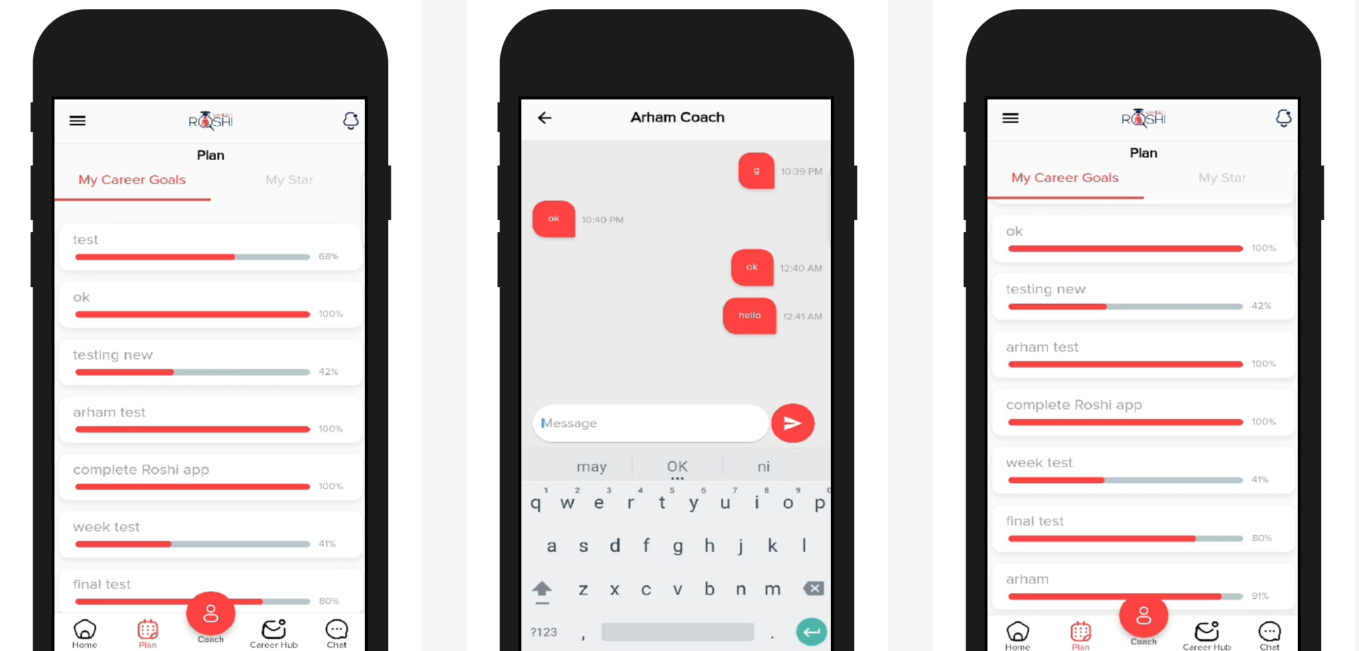 ROSHI
Plan
My Career Goals
My Star
test
68%
ok
100%
testing new
42%
arham test
100%
complete Roshi app
100%
week test
41%
final test
80%
Home
Plan
Coach
Career Hub
Chat
Arham Coach
g
10:39 PM
ok
10:40 PM
ok
12:40 AM
hello
12:41 AM
Message
may OK ni
1 2 3 4 5 6 7 8 9 0
q w e r t y u i o p
a s d f g h j k l
z x c v b n m
?123 , .
ROSHI
Plan
My Career Goals
My Star
ok
100%
testing new
42%
arham test
100%
complete Roshi app
100%
week test
41%
final test
80%
arham
91%
Home
Plan
Coach
Career Hub
Chat